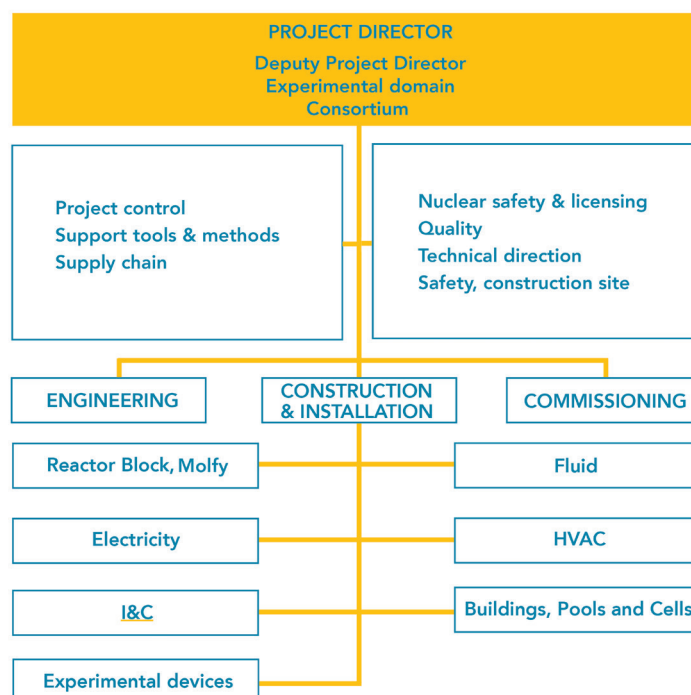 PROJECT DIRECTOR
Deputy Project Director
Experimental domain
Consortium
Project control
Support tools & methods
Supply chain
Nuclear safety & licensing
Quality
Technical direction
Safety, construction site
ENGINEERING
CONSTRUCTION
& INSTALLATION
COMMISSIONING
Reactor Block, Molfy
Fluid
Electricity
HVAC
I&C
Buildings, Pools and Cells
Experimental devices